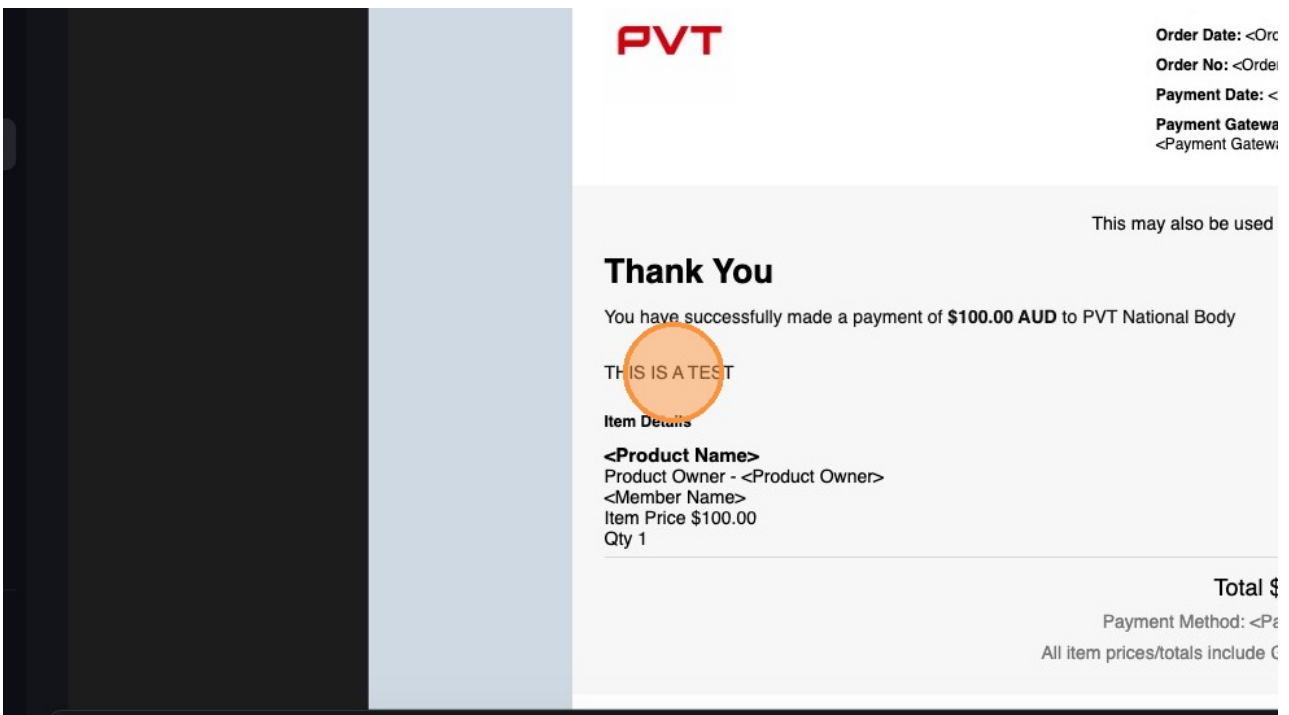 PVT
Order Date: <Ord
Order No: <Order
Payment Date: <
Payment Gatewa
<Payment Gatewa
This may also be used
Thank You
You have successfully made a payment of $100.00 AUD to PVT National Body
THIS IS A TEST
Item Details
<Product Name>
Product Owner - <Product Owner>
<Member Name>
Item Price $100.00
Qty 1
Total $
Payment Method: <Pa
All item prices/totals include G